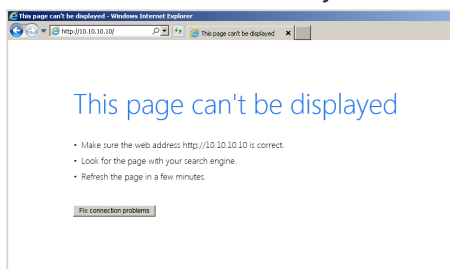 This page can't be displayed - Windows Internet Explorer
http://10.10.10.10/
This page can't be displayed
This page can't be displayed
• Make sure the web address http://10.10.10.10 is correct.
• Look for the page with your search engine.
• Refresh the page in a few minutes.
Fix connection problems